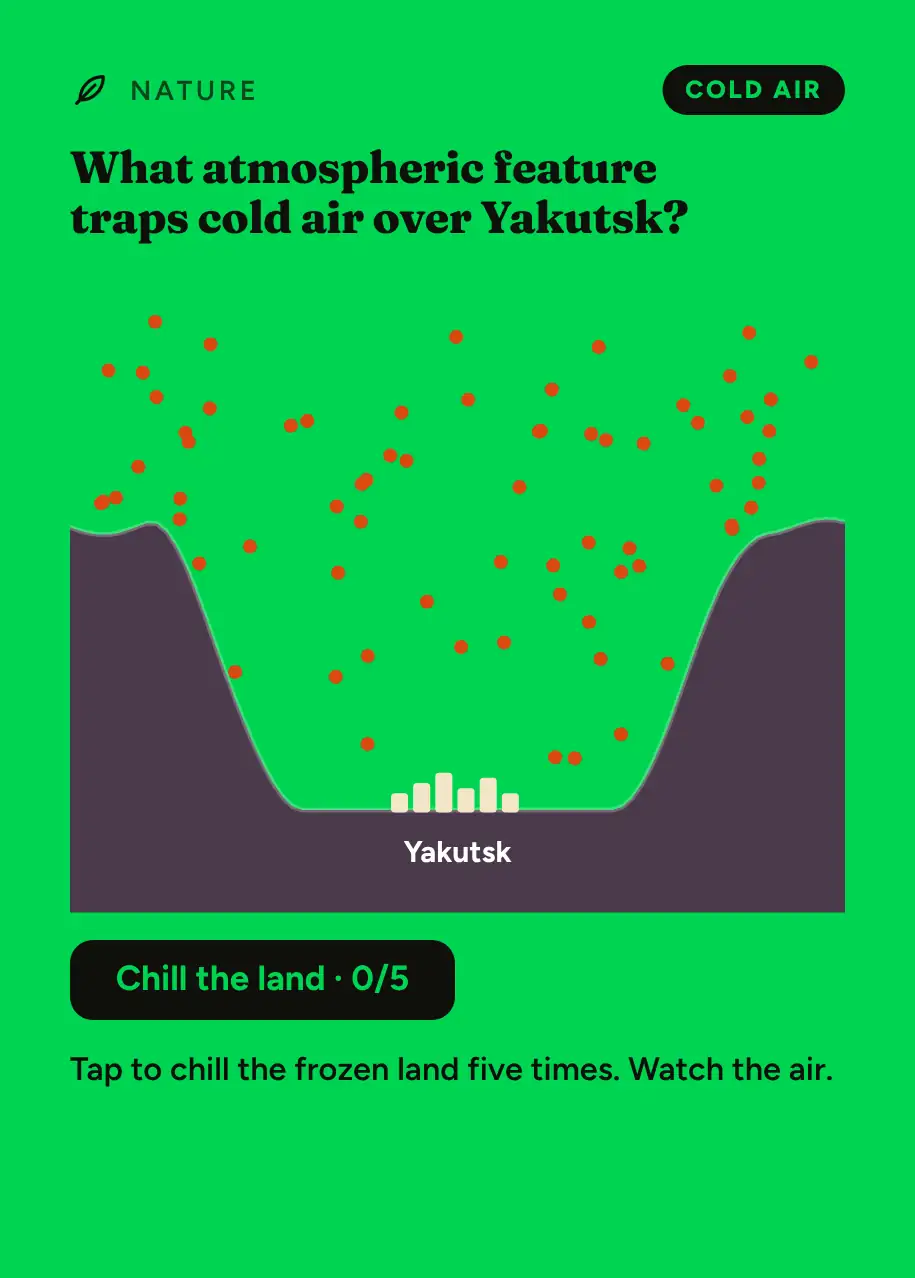 NATURE
COLD AIR
What atmospheric feature
traps cold air over Yakutsk?
Yakutsk
Chill the land · 0/5
Tap to chill the frozen land five times. Watch the air.